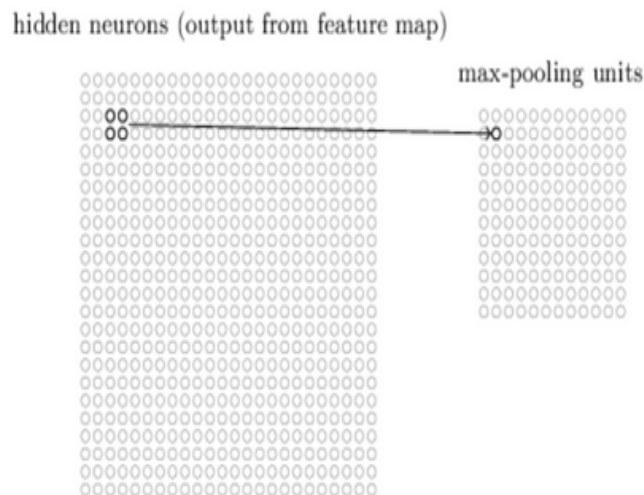 hidden neurons (output from feature map)
max-pooling units